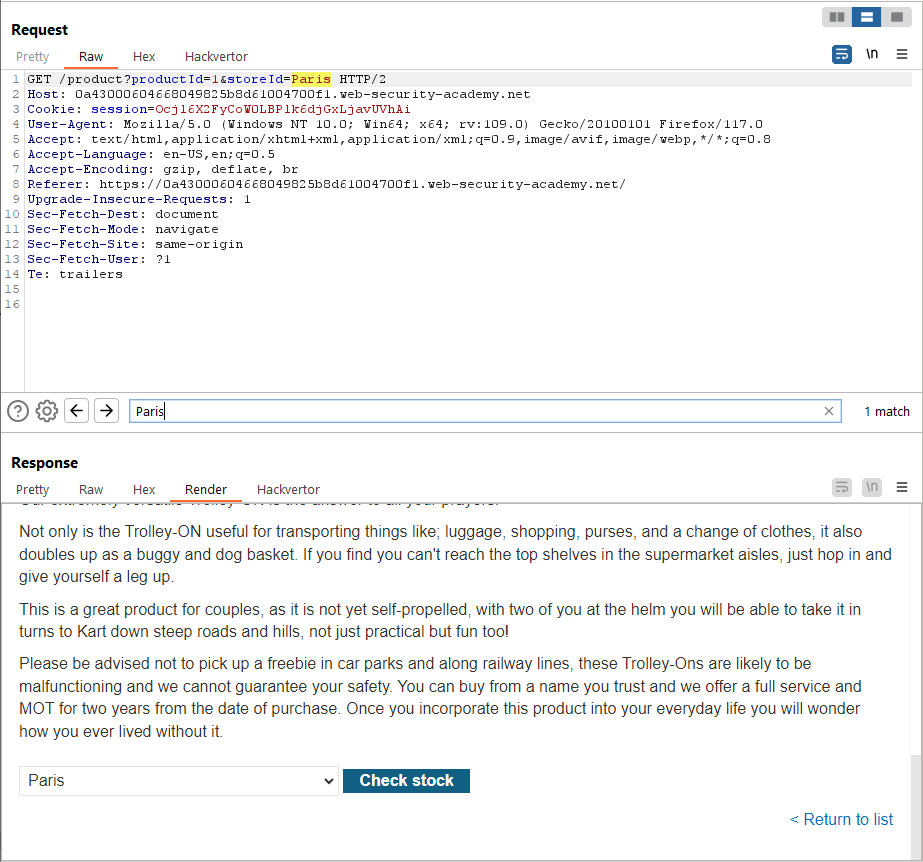 Request
Pretty Raw Hex Hackvertor
\n
1 GET /product?productId=1&storeId=Paris HTTP/2
2 Host: 0a43000604668049825b8d61004700f1.web-security-academy.net
3 Cookie: session=Ocjl6X2FyCoWOLBPlk6djGxLjavUVhAi
4 User-Agent: Mozilla/5.0 (Windows NT 10.0; Win64; x64; rv:109.0) Gecko/20100101 Firefox/117.0
5 Accept: text/html,application/xhtml+xml,application/xml;q=0.9,image/avif,image/webp,*/*;q=0.8
6 Accept-Language: en-US,en;q=0.5
7 Accept-Encoding: gzip, deflate, br
8 Referer: https://0a43000604668049825b8d61004700f1.web-security-academy.net/
9 Upgrade-Insecure-Requests: 1
10 Sec-Fetch-Dest: document
11 Sec-Fetch-Mode: navigate
12 Sec-Fetch-Site: same-origin
13 Sec-Fetch-User: ?1
14 Te: trailers
15
16
Paris
1 match
Response
Pretty Raw Hex Render Hackvertor
\n
Our extremely versatile Trolley-ON is the answer to all your prayers.
Not only is the Trolley-ON useful for transporting things like; luggage, shopping, purses, and a change of clothes, it also
doubles up as a buggy and dog basket. If you find you can't reach the top shelves in the supermarket aisles, just hop in and
give yourself a leg up.
This is a great product for couples, as it is not yet self-propelled, with two of you at the helm you will be able to take it in
turns to Kart down steep roads and hills, not just practical but fun too!
Please be advised not to pick up a freebie in car parks and along railway lines, these Trolley-Ons are likely to be
malfunctioning and we cannot guarantee your safety. You can buy from a name you trust and we offer a full service and
MOT for two years from the date of purchase. Once you incorporate this product into your everyday life you will wonder
how you ever lived without it.
Paris
Check stock
< Return to list